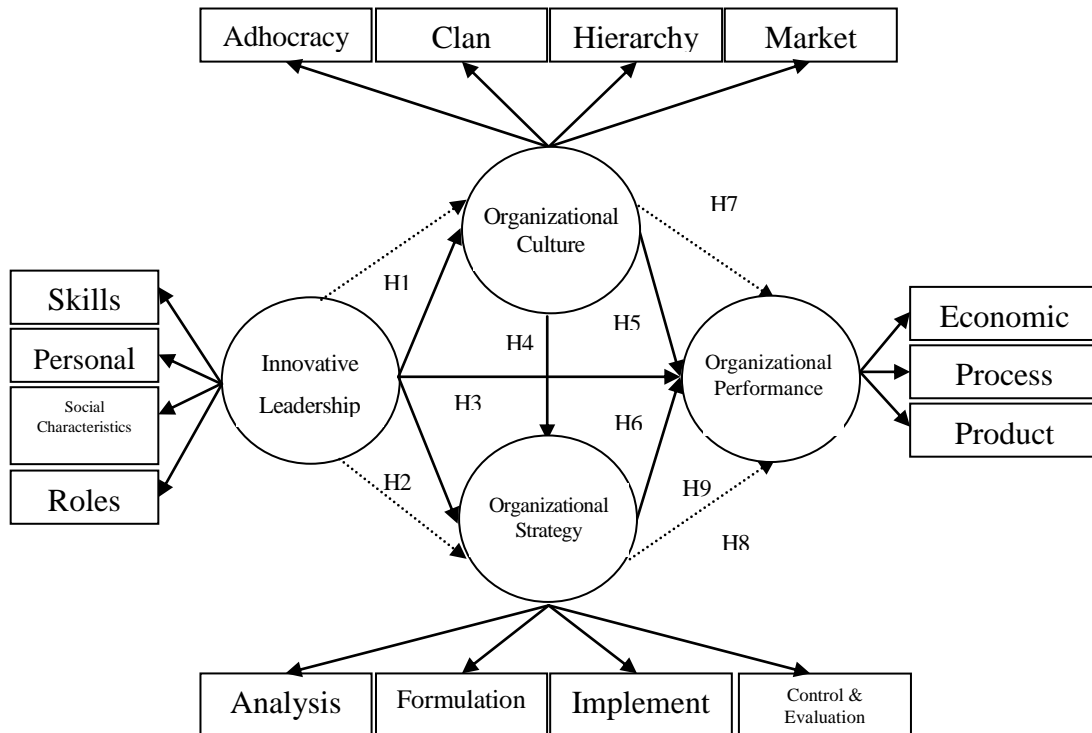 Adhocracy
Clan
Hierarchy
Market
Organizational
Culture
H7
H1
Skills
Personal
Social
Characteristics
Roles
Innovative
Leadership
H4
H5
H3
H6
Organizational
Performance
Economic
Process
Product
H2
Organizational
Strategy
H9
H8
Analysis
Formulation
Implement
Control &
Evaluation